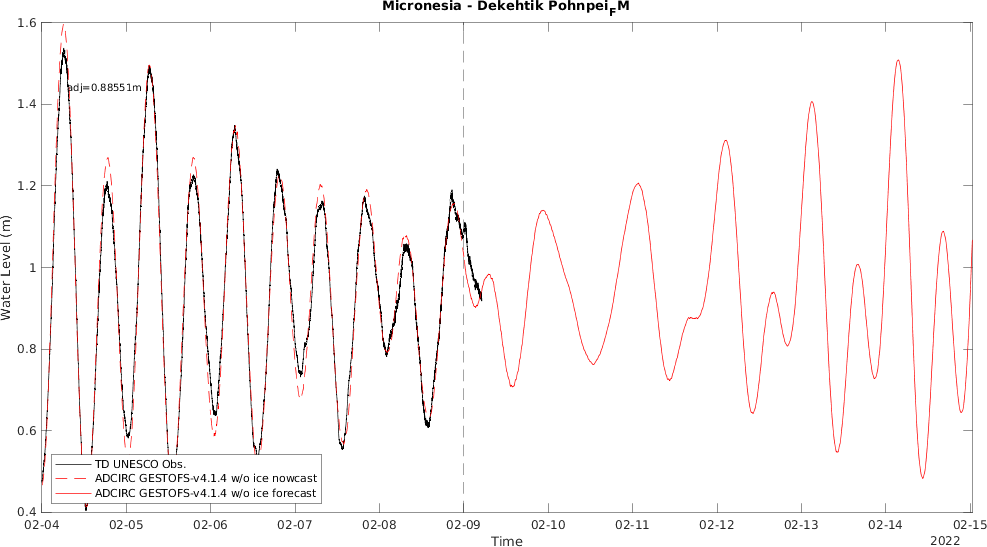 Micronesia - Dekehtik PohnpeiFM
1.6
1.4
1.2
1
0.8
0.6
0.4
Water Level (m)
adj=0.88551m
TD UNESCO Obs.
ADCIRC GESTOFS-v4.1.4 w/o ice nowcast
ADCIRC GESTOFS-v4.1.4 w/o ice forecast
02-04 02-05 02-06 02-07 02-08 02-09 02-10 02-11 02-12 02-13 02-14 02-15
Time
2022